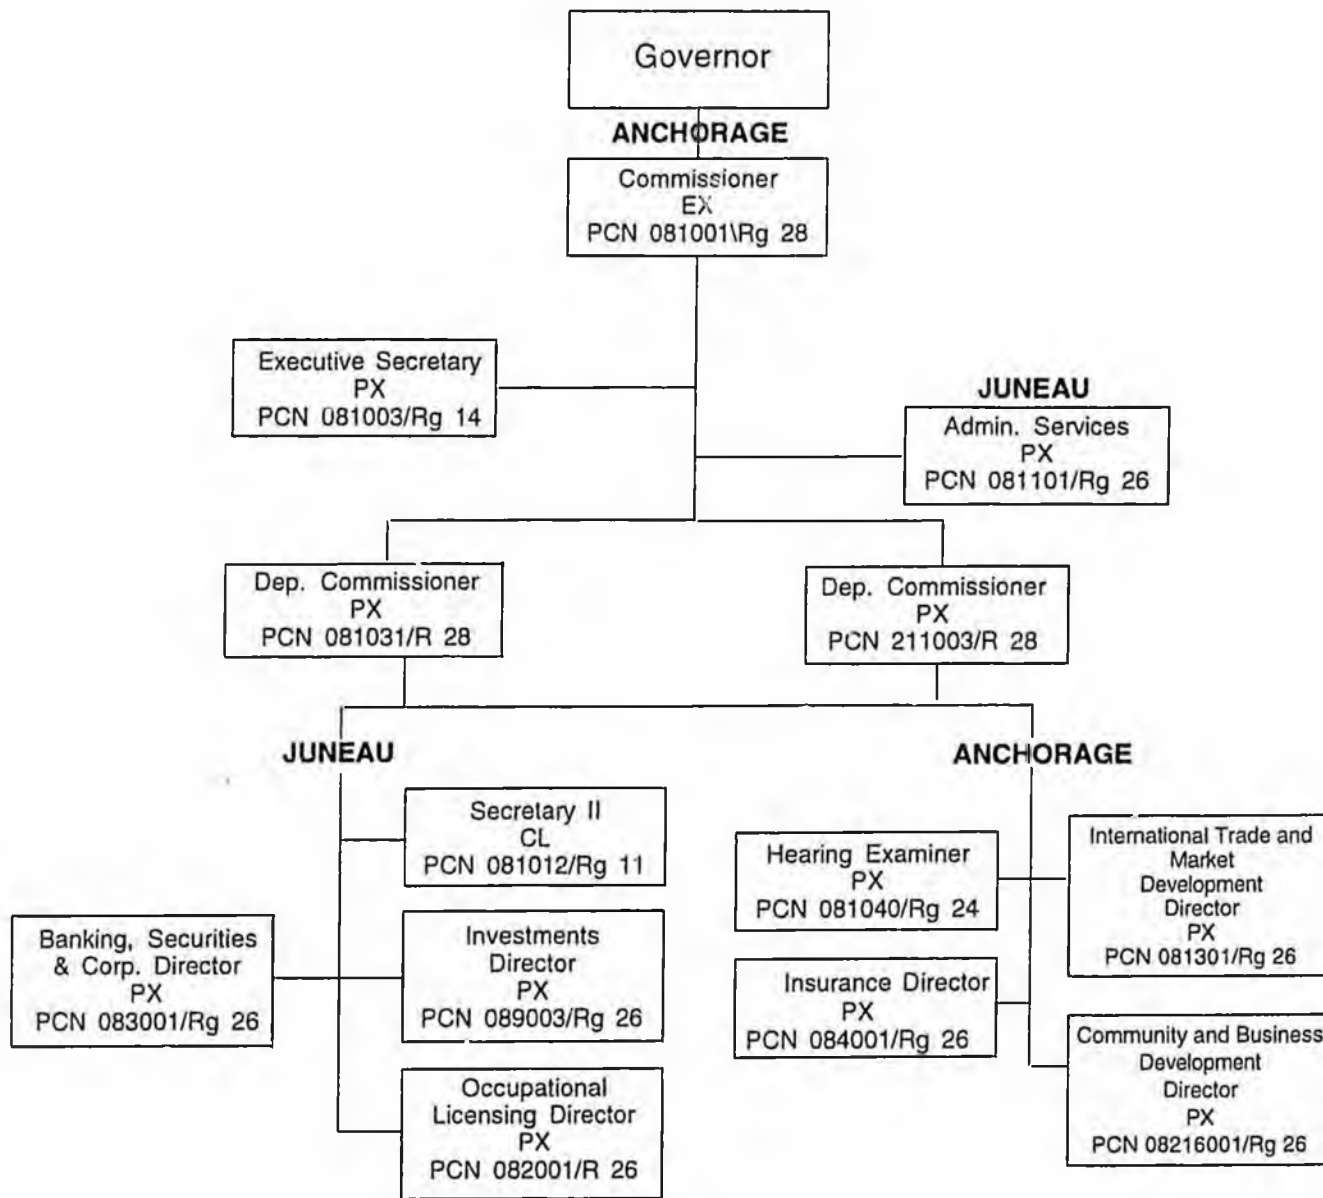 Governor
ANCHORAGE
Commissioner
EX
PCN 081001\Rg 28
Executive Secretary
PX
PCN 081003/Rg 14
JUNEAU
Admin. Services
PX
PCN 081101/Rg 26
Dep. Commissioner
PX
PCN 081031/R 28
Dep. Commissioner
PX
PCN 211003/R 28
JUNEAU
Secretary II
CL
PCN 081012/Rg 11
Banking, Securities
& Corp. Director
PX
PCN 083001/Rg 26
Investments
Director
PX
PCN 089003/Rg 26
Occupational
Licensing Director
PX
PCN 082001/R 26
ANCHORAGE
Hearing Examiner
PX
PCN 081040/Rg 24
International Trade and
Market
Development
Director
PX
PCN 081301/Rg 26
Insurance Director
PX
PCN 084001/Rg 26
Community and Business
Development
Director
PX
PCN 08216001/Rg 26